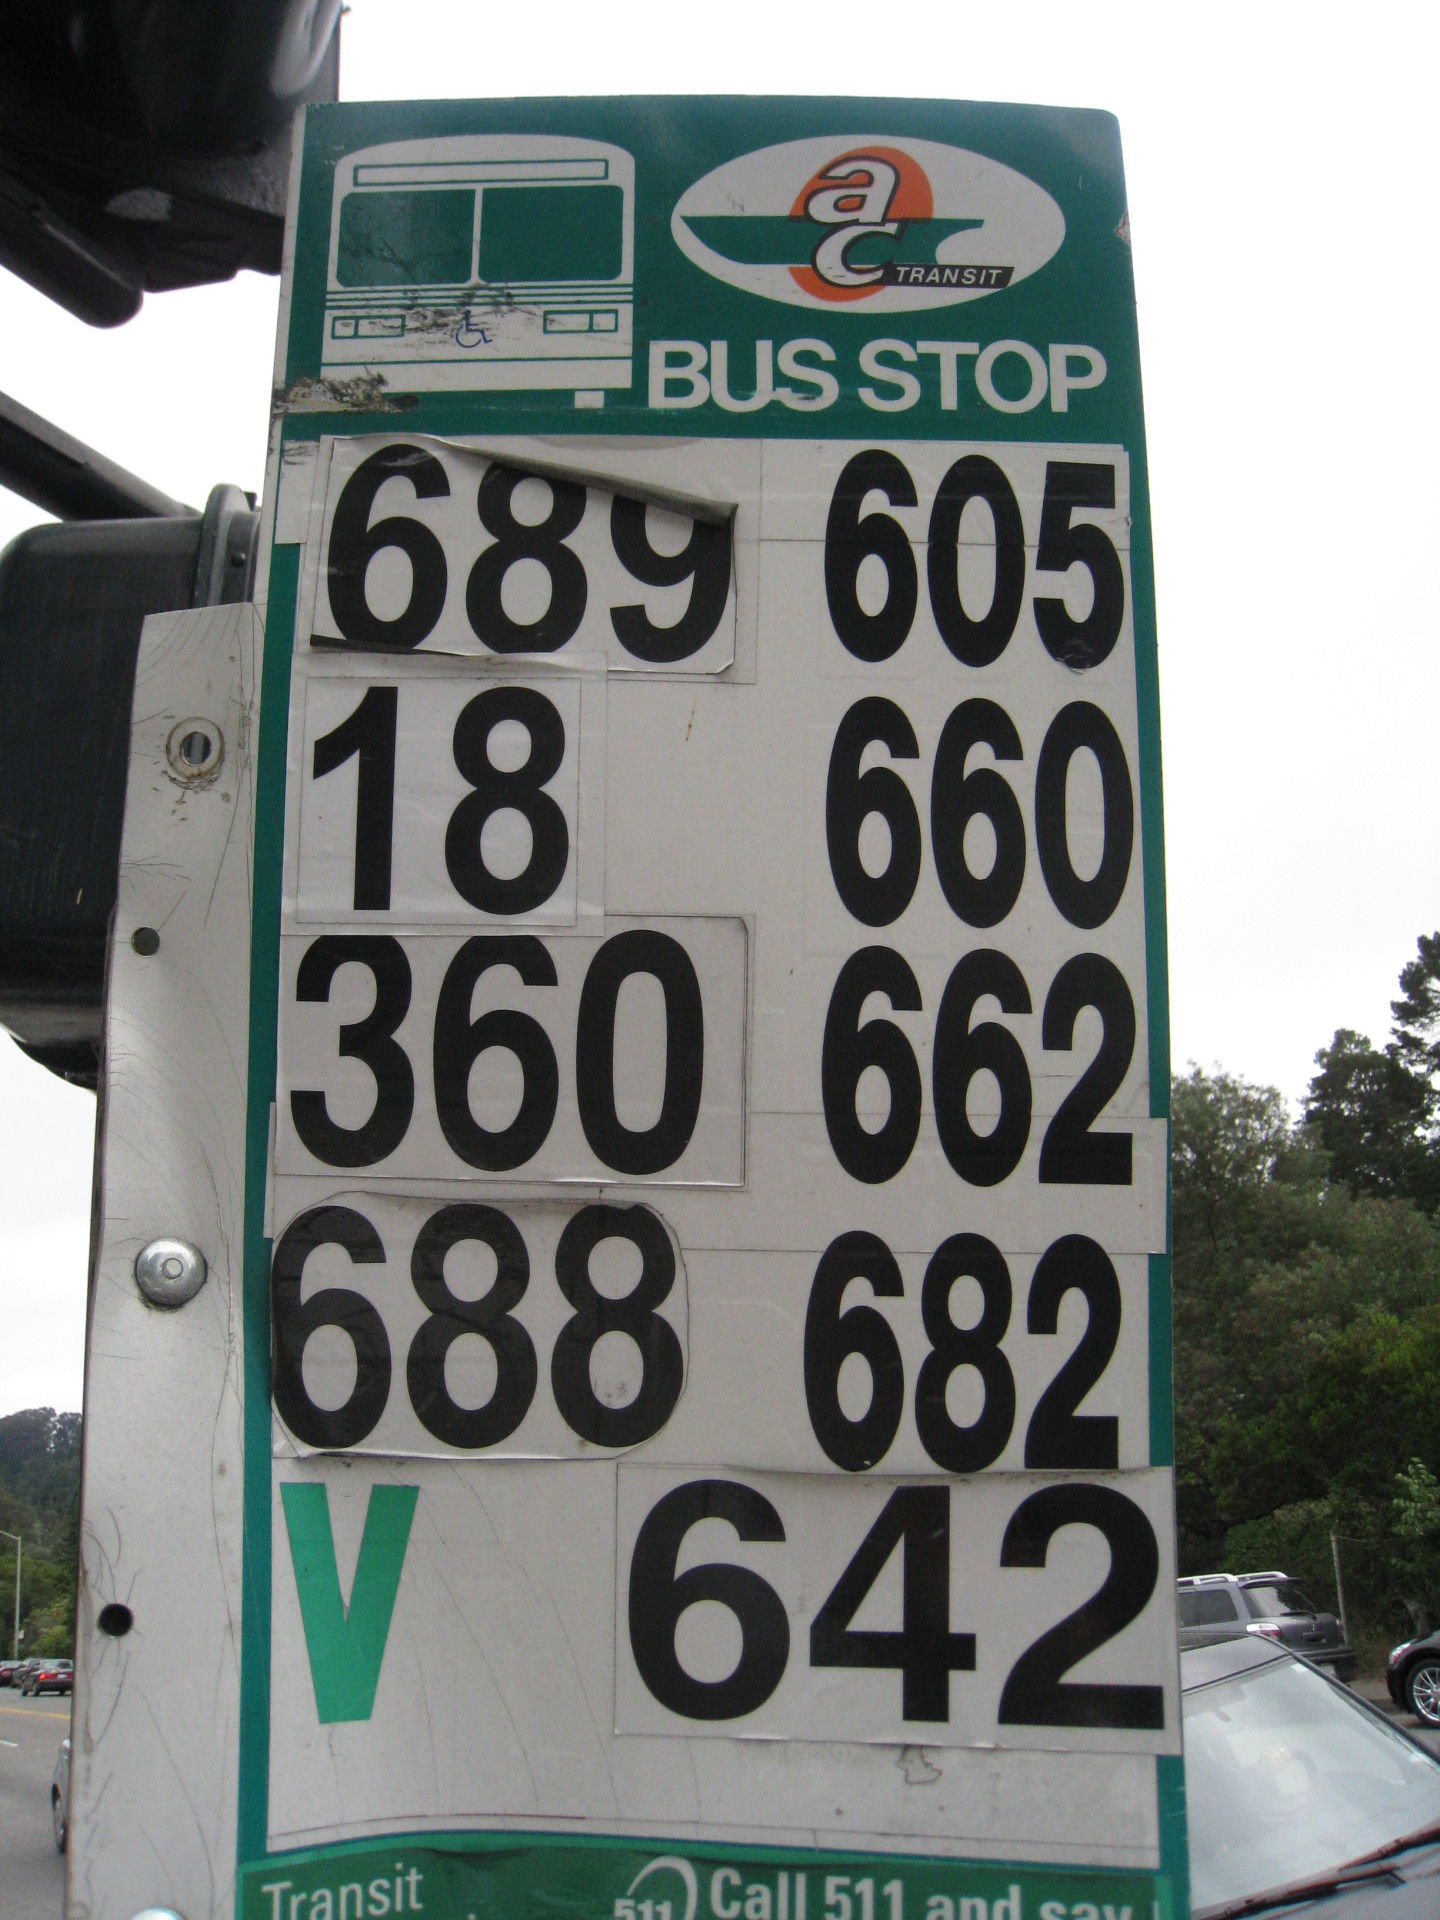 ac TRANSIT
BUS STOP
689 605
18 660
360 662
688 682
V 642
Transit 511 Call 511 and say